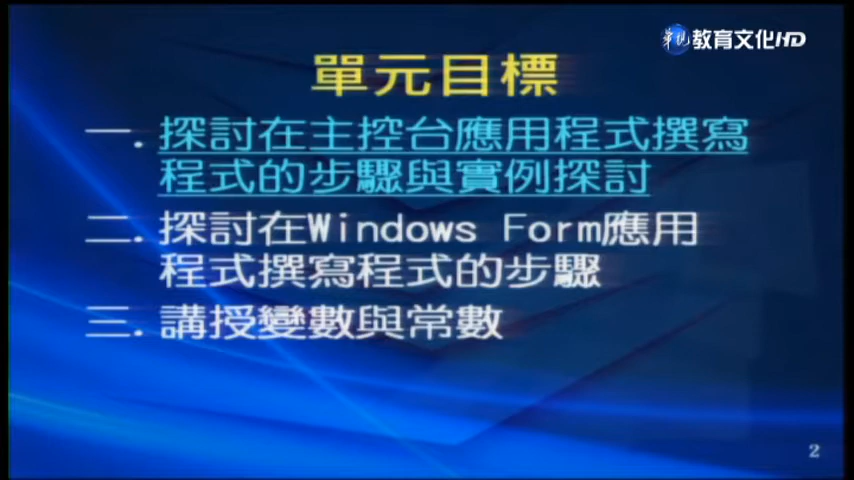 華視 教育文化HD
單元目標
一. 探討在主控台應用程式撰寫
程式的步驟與實例探討
二. 探討在Windows Form應用
程式撰寫程式的步驟
三. 講授變數與常數
2